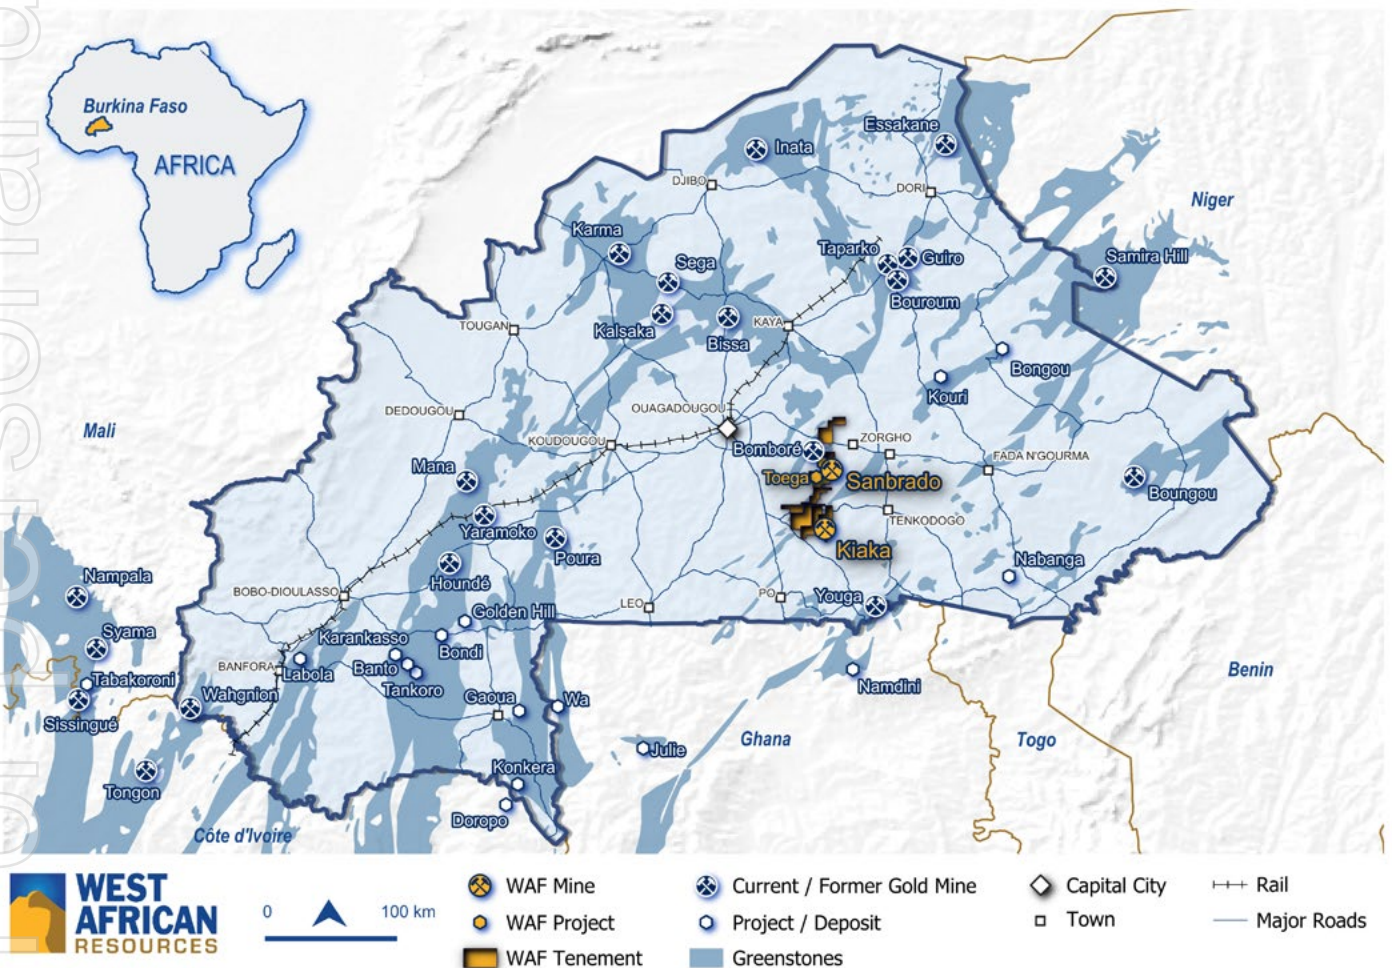 Burkina Faso
AFRICA
Essakane
Inata
DJIBO
DORI
Niger
Karma
Taparko
Guiro
Samira Hill
Sega
Bouroum
TOUGAN
Kalsaka
KAYA
Bissa
Bongou
Kouri
DEDOUGOU
OUAGADOUGOU
Mali
KOUDOUGOU
Bomboré
ZORGHO
FADA N'GOURMA
Mana
Toega
Sanbrado
Boungou
TENKODOGO
Yaramoko
Poura
Kiaka
Nabanga
Nampala
Houndé
BOBO-DIOULASSO
LEO
PO
Youga
Golden Hill
Syama
Karankasso
Bondi
BANFORA
Labola
Banto
Tankoro
Tabakoroni
Wahgnion
Gaoua
Wa
Namdini
Benin
Sissingué
Julie
Ghana
Togo
Tongon
Konkera
Doropo
Côte d'Ivoire
WEST
AFRICAN
RESOURCES
0 100 km
WAF Mine
WAF Project
WAF Tenement
Current / Former Gold Mine
Project / Deposit
Greenstones
Capital City
Town
Rail
Major Roads